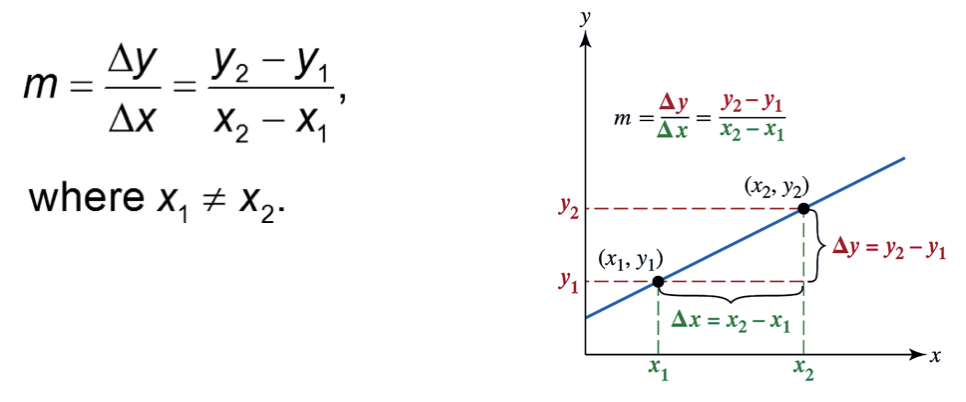 m = Δy/Δx = (y₂ − y₁)/(x₂ − x₁),
where x₁ ≠ x₂.
y
m = Δy/Δx = (y₂ − y₁)/(x₂ − x₁)
(x₂, y₂)
y₂
Δy = y₂ − y₁
(x₁, y₁)
y₁
Δx = x₂ − x₁
x
x₁
x₂